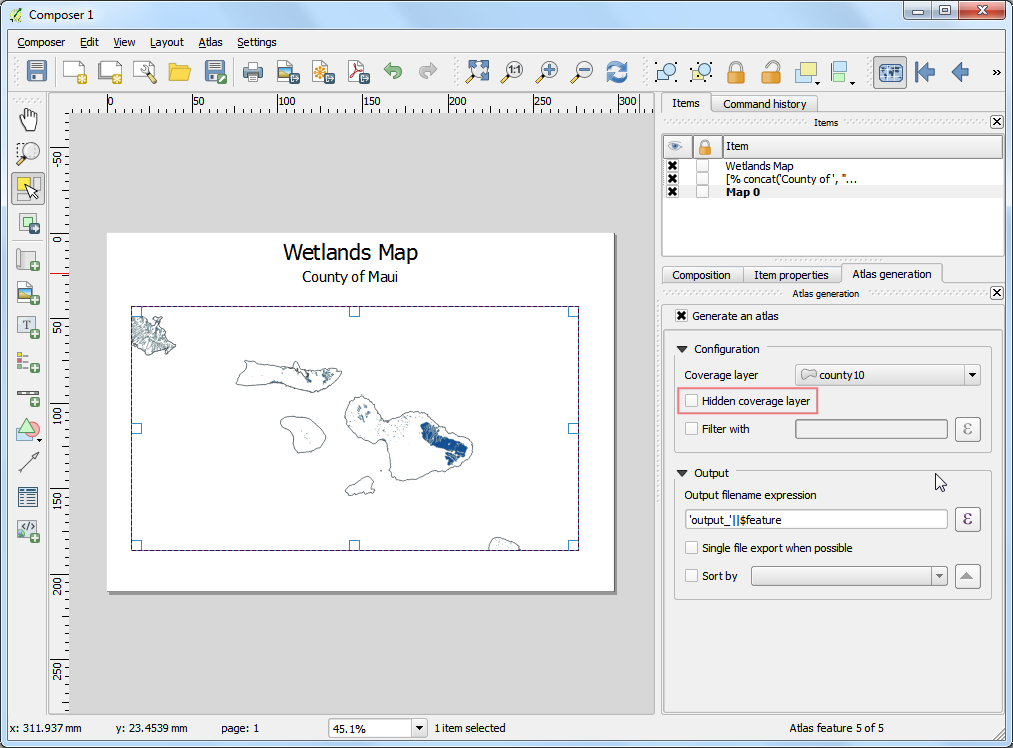 Composer 1
Composer Edit View Layout Atlas Settings
1:1
»
0 50 100 150 200 250 300
-50
0
50
100
150
200
250
T
Wetlands Map
County of Maui
Items Command history
Items
Item
Wetlands Map
[% concat('County of ', "...
Map 0
Composition Item properties Atlas generation
Atlas generation
Generate an atlas
Configuration
Coverage layer county10
Hidden coverage layer
Filter with ε
Output
Output filename expression
'output_'||$feature ε
Single file export when possible
Sort by
x: 311.937 mm y: 23.4539 mm page: 1 45.1% 1 item selected Atlas feature 5 of 5